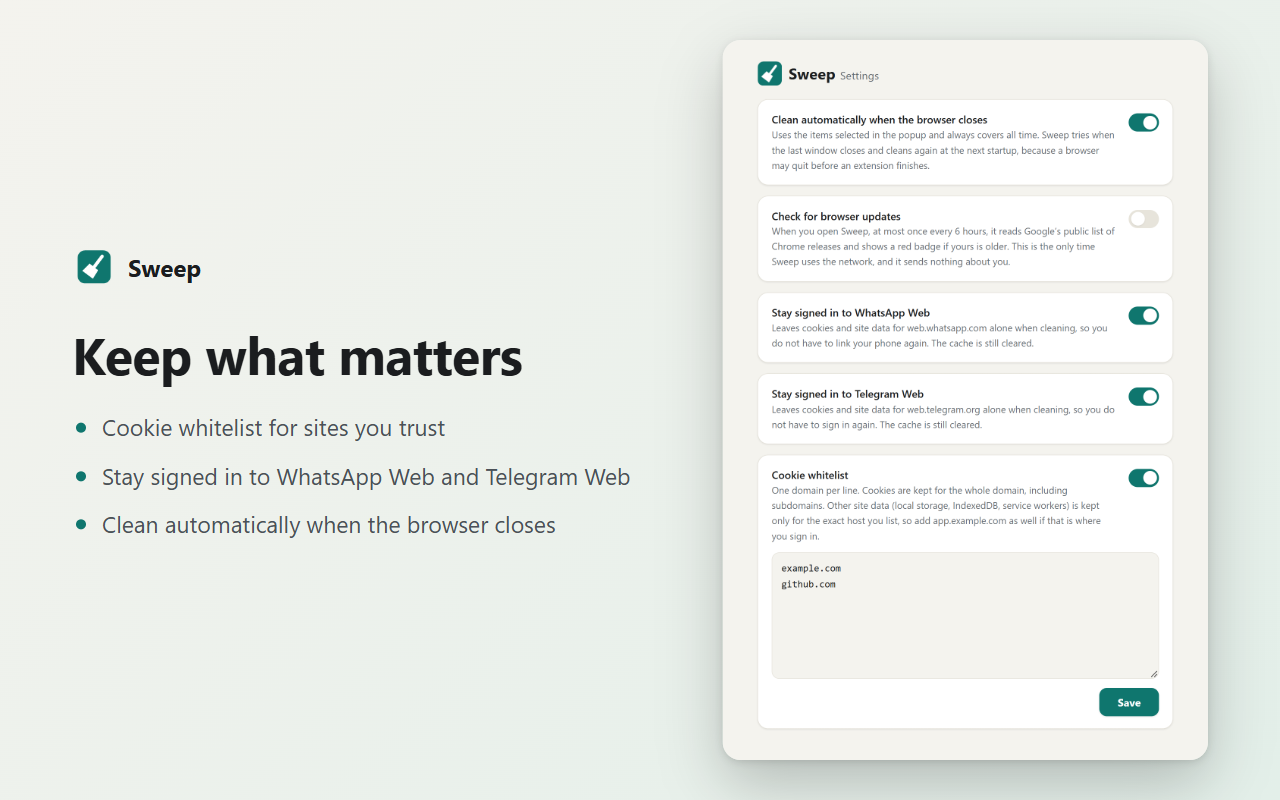 Sweep
Keep what matters
Cookie whitelist for sites you trust
Stay signed in to WhatsApp Web and Telegram Web
Clean automatically when the browser closes
Sweep Settings
Clean automatically when the browser closes
Uses the items selected in the popup and always covers all time. Sweep tries when
the last window closes and cleans again at the next startup, because a browser
may quit before an extension finishes.
Check for browser updates
When you open Sweep, at most once every 6 hours, it reads Google's public list of
Chrome releases and shows a red badge if yours is older. This is the only time
Sweep uses the network, and it sends nothing about you.
Stay signed in to WhatsApp Web
Leaves cookies and site data for web.whatsapp.com alone when cleaning, so you
do not have to link your phone again. The cache is still cleared.
Stay signed in to Telegram Web
Leaves cookies and site data for web.telegram.org alone when cleaning, so you do
not have to sign in again. The cache is still cleared.
Cookie whitelist
One domain per line. Cookies are kept for the whole domain, including
subdomains. Other site data (local storage, IndexedDB, service workers) is kept
only for the exact host you list, so add app.example.com as well if that is where
you sign in.
example.com
github.com
Save